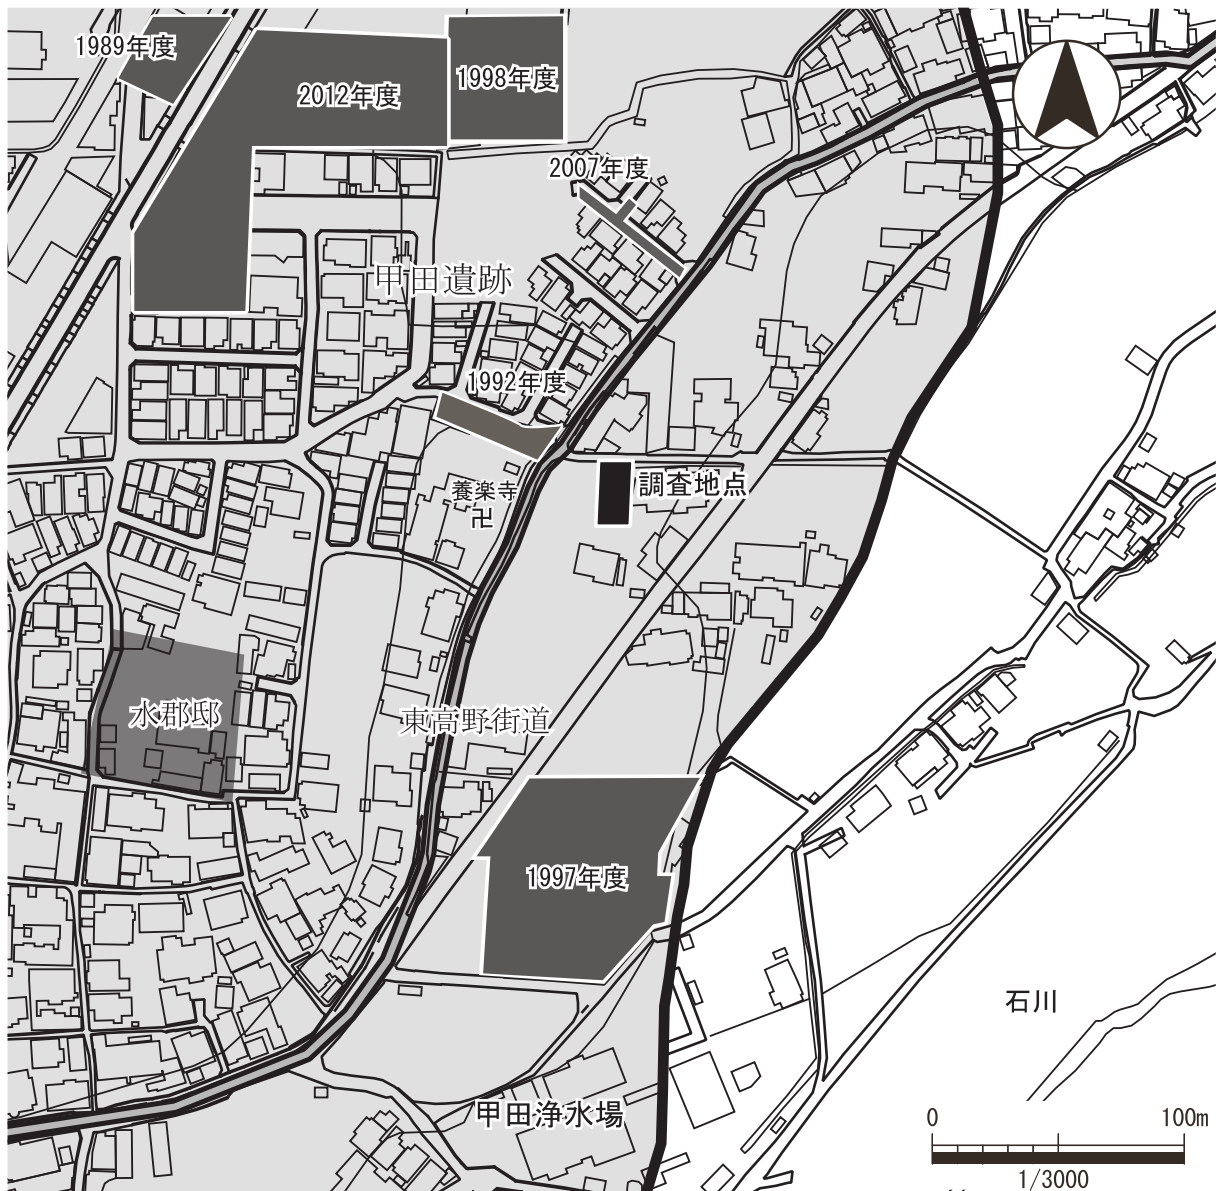 1989年度
2012年度
1998年度
2007年度
甲田遺跡
1992年度
調査地点
養楽寺
水郡邸
東高野街道
1997年度
石川
甲田浄水場
0 100m
1/3000